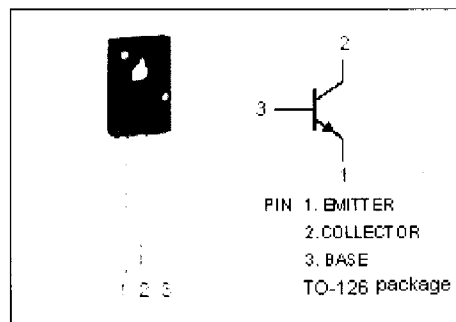 2
3
1
PIN 1. EMITTER
2.COLLECTOR
3. BASE
1 2 3
TO-126 package